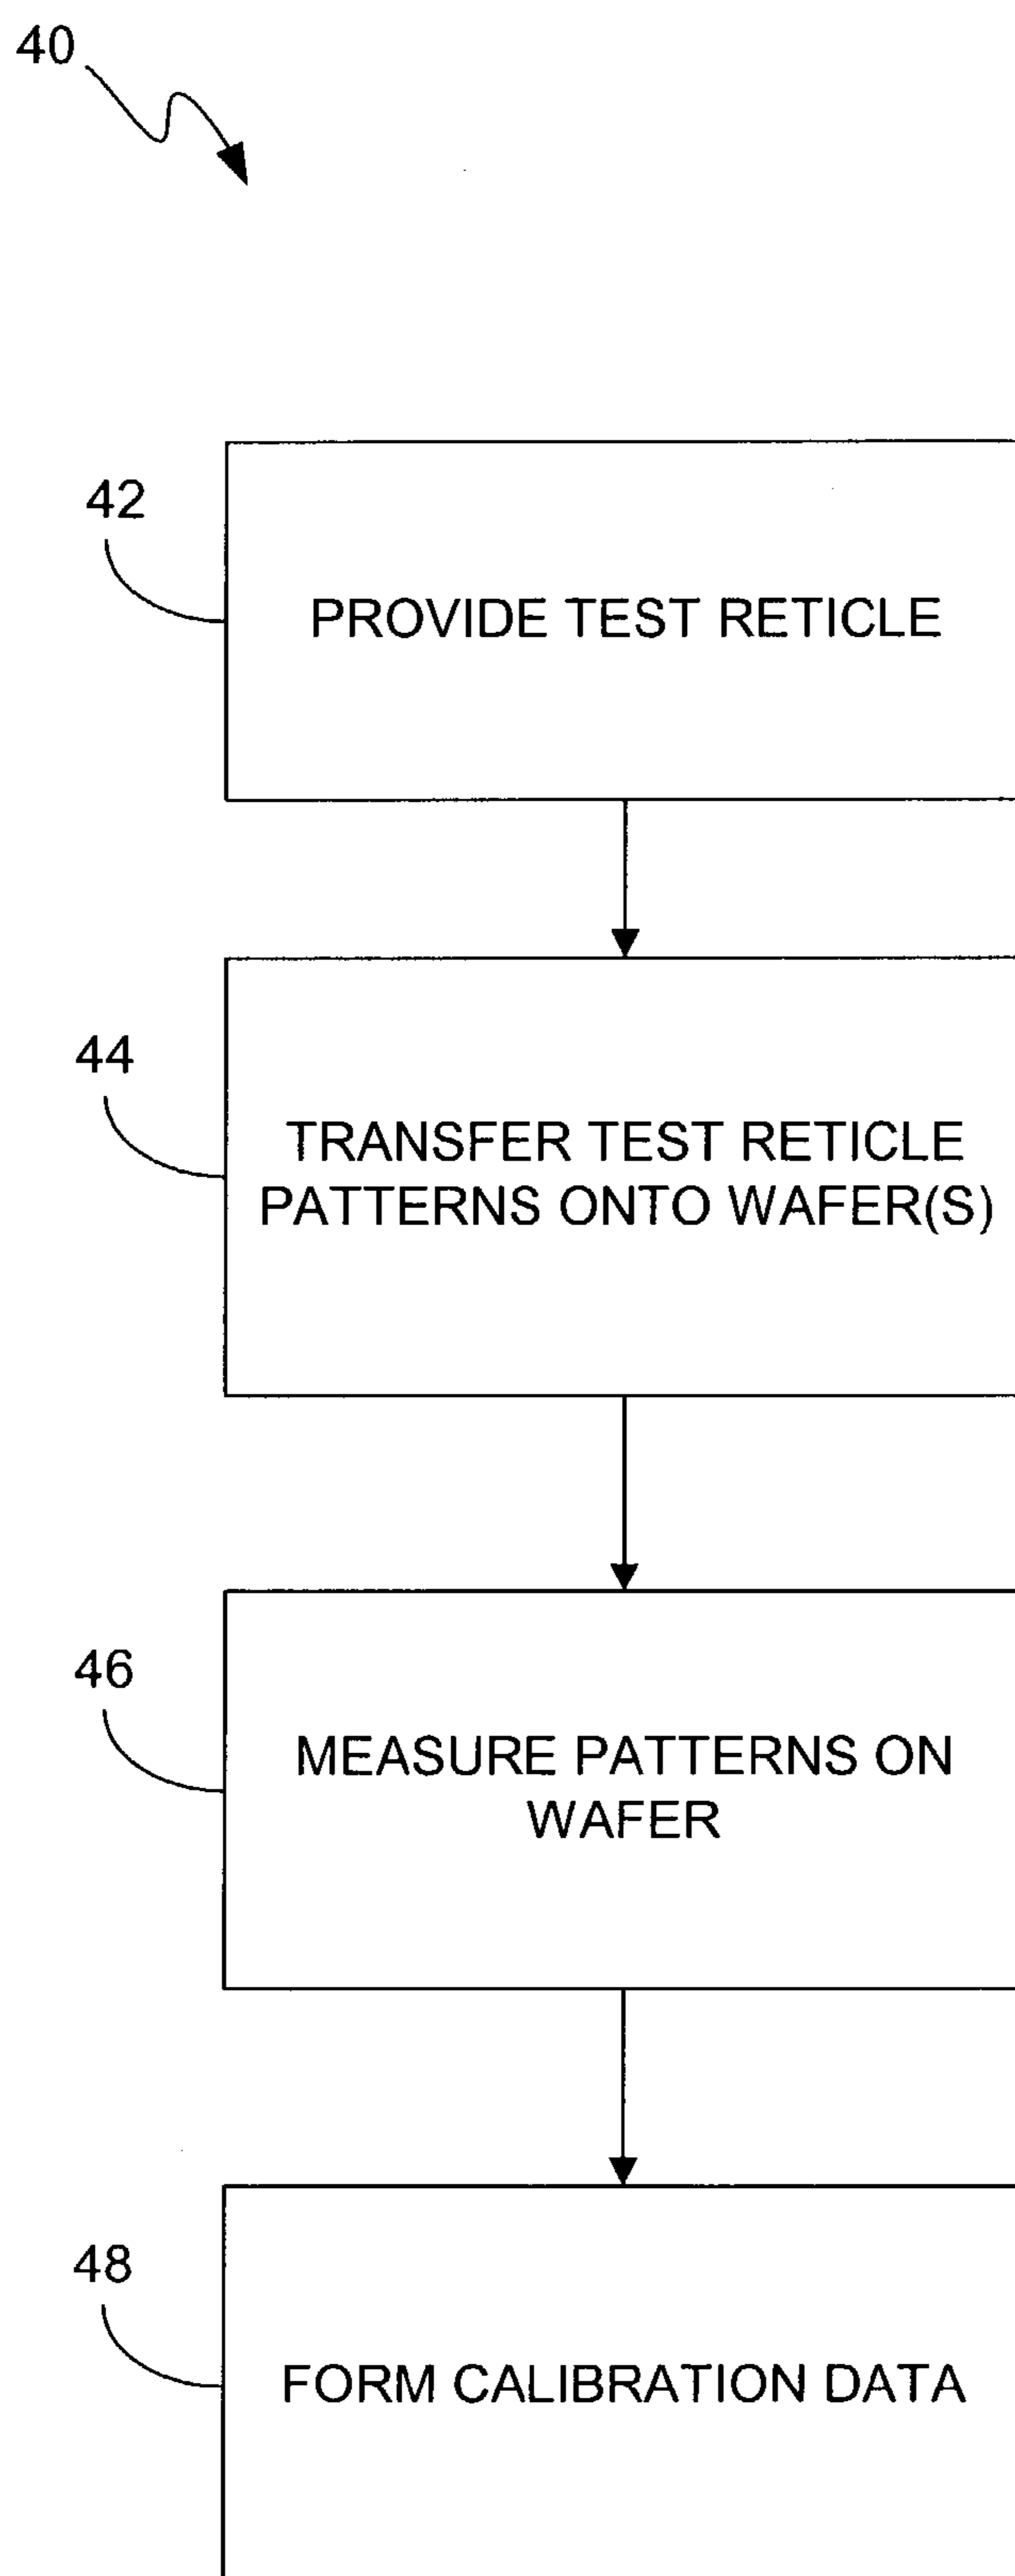 40
42
PROVIDE TEST RETICLE
44
TRANSFER TEST RETICLE
PATTERNS ONTO WAFER(S)
46
MEASURE PATTERNS ON
WAFER
48
FORM CALIBRATION DATA